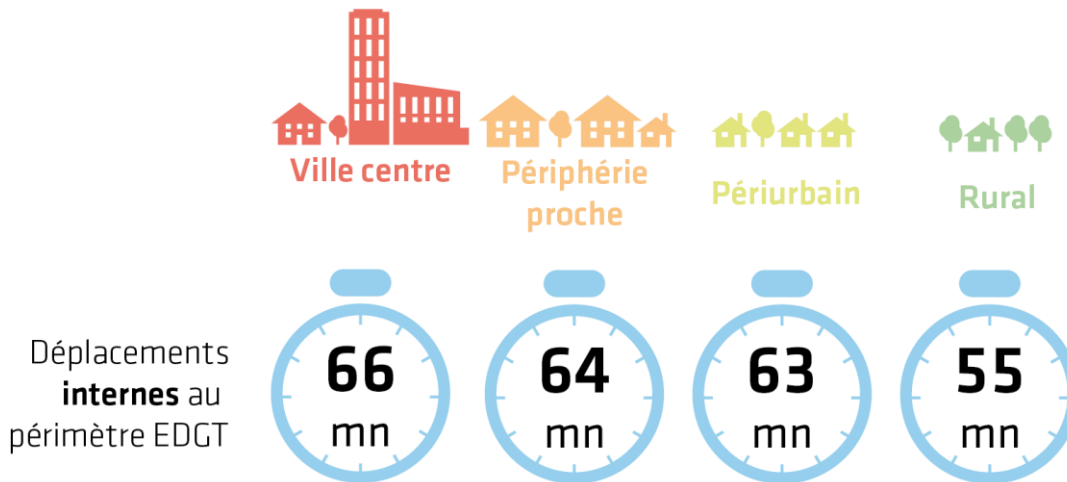 Ville centre
Périphérie
proche
Périurbain
Rural
Déplacements
internes au
périmètre EDGT
66
mn
64
mn
63
mn
55
mn